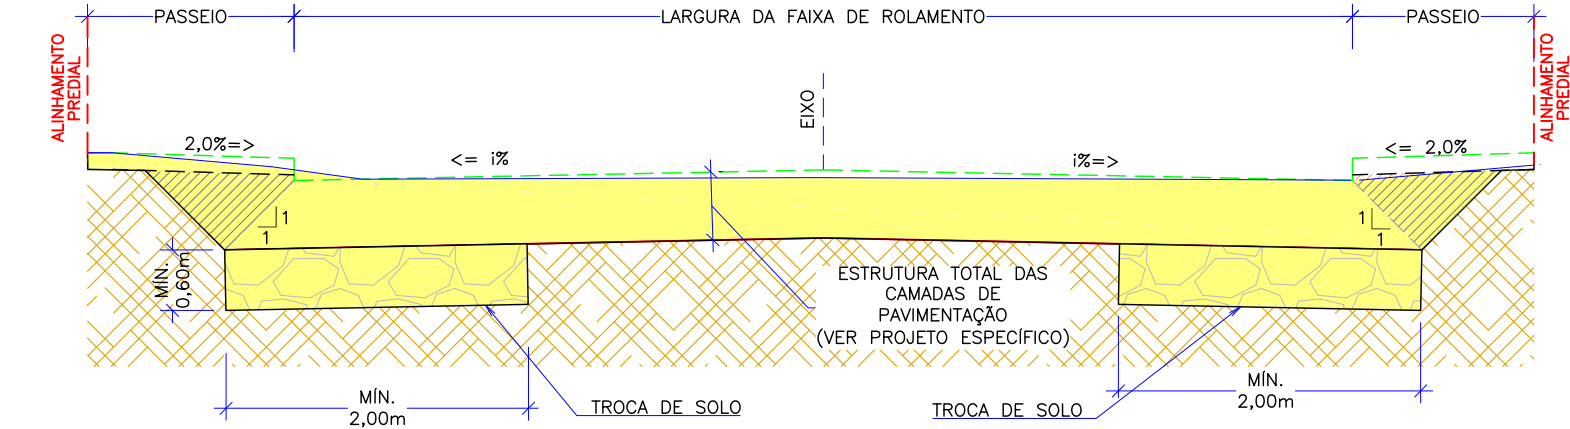 PASSEIO
LARGURA DA FAIXA DE ROLAMENTO
PASSEIO
ALINHAMENTO
PREDIAL
EIXO
ALINHAMENTO
PREDIAL
2,0%=>
<= i%
i%=>
<= 2,0%
1
1
1
1
MÍN.
0,60m
ESTRUTURA TOTAL DAS
CAMADAS DE
PAVIMENTAÇÃO
(VER PROJETO ESPECÍFICO)
MÍN.
2,00m
TROCA DE SOLO
TROCA DE SOLO
MÍN.
2,00m